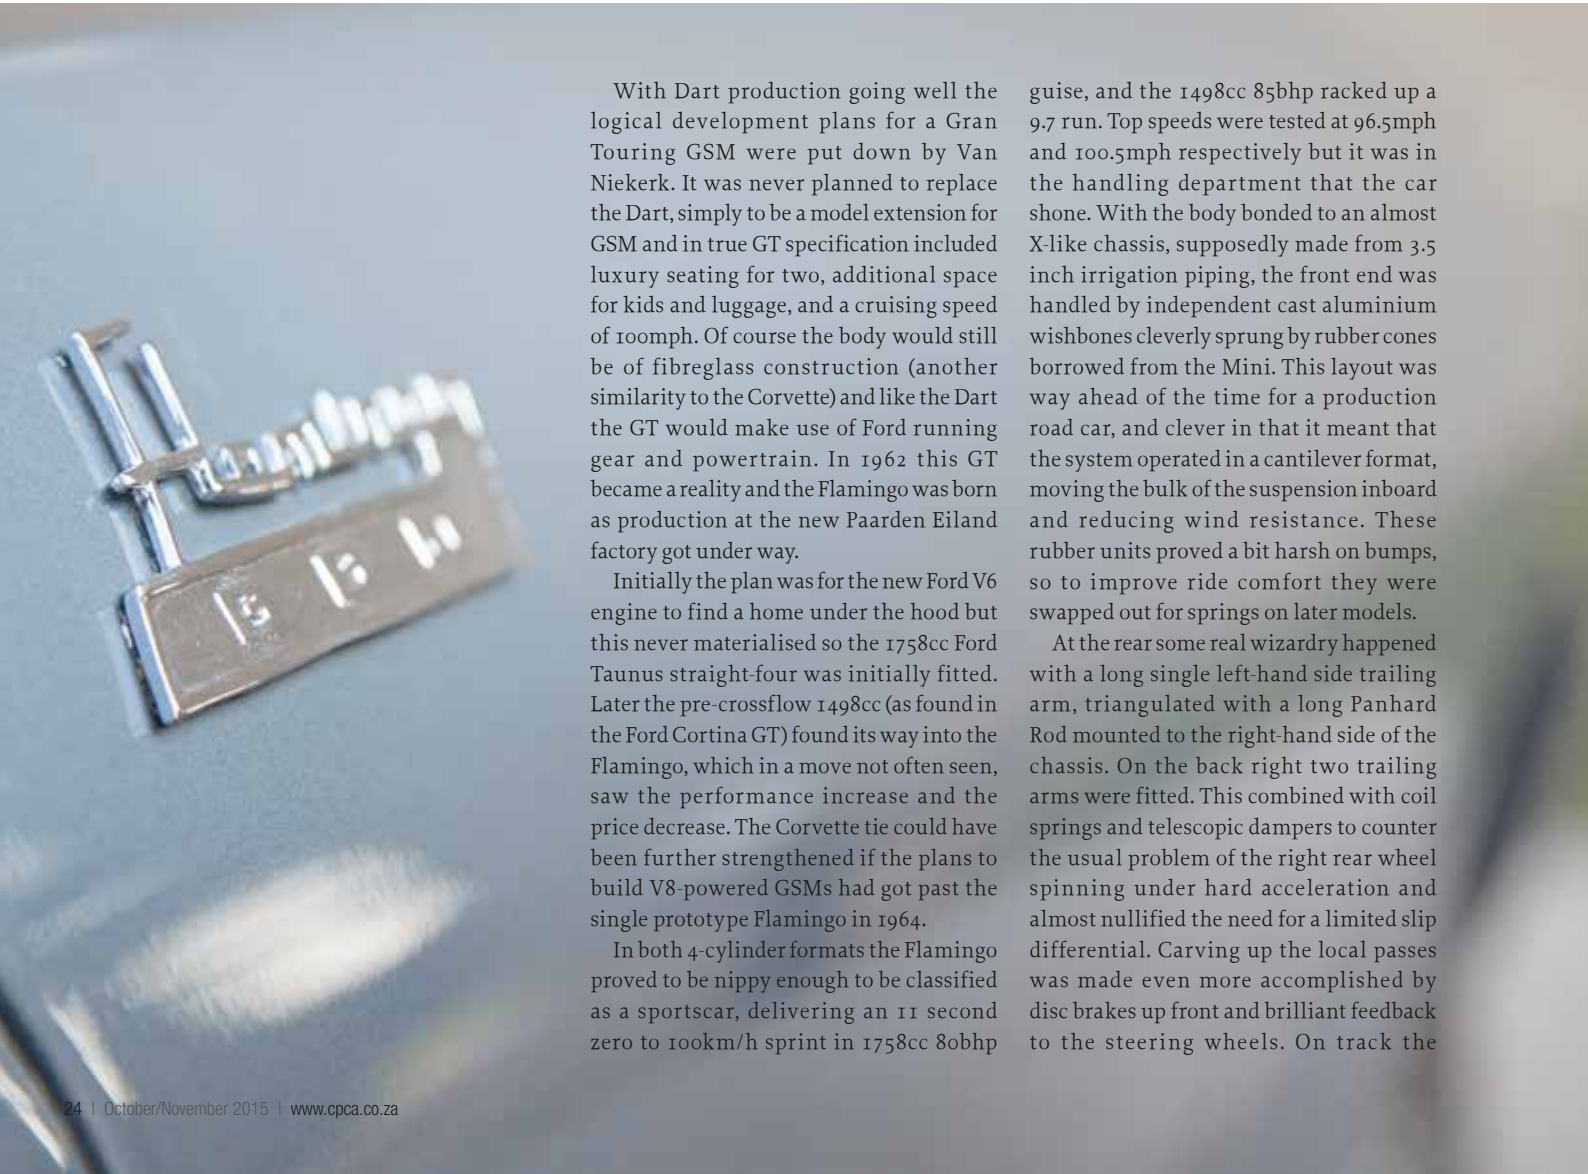 With Dart production going well the
logical development plans for a Gran
Touring GSM were put down by Van
Niekerk. It was never planned to replace
the Dart, simply to be a model extension for
GSM and in true GT specification included
luxury seating for two, additional space
for kids and luggage, and a cruising speed
of 100mph. Of course the body would still
be of fibreglass construction (another
similarity to the Corvette) and like the Dart
the GT would make use of Ford running
gear and powertrain. In 1962 this GT
became a reality and the Flamingo was born
as production at the new Paarden Eiland
factory got under way.
Initially the plan was for the new Ford V6
engine to find a home under the hood but
this never materialised so the 1758cc Ford
Taunus straight-four was initially fitted.
Later the pre-crossflow 1498cc (as found in
the Ford Cortina GT) found its way into the
Flamingo, which in a move not often seen,
saw the performance increase and the
price decrease. The Corvette tie could have
been further strengthened if the plans to
build V8-powered GSMs had got past the
single prototype Flamingo in 1964.
In both 4-cylinder formats the Flamingo
proved to be nippy enough to be classified
as a sportscar, delivering an 11 second
zero to 100km/h sprint in 1758cc 80bhp
guise, and the 1498cc 85bhp racked up a
9.7 run. Top speeds were tested at 96.5mph
and 100.5mph respectively but it was in
the handling department that the car
shone. With the body bonded to an almost
X-like chassis, supposedly made from 3.5
inch irrigation piping, the front end was
handled by independent cast aluminium
wishbones cleverly sprung by rubber cones
borrowed from the Mini. This layout was
way ahead of the time for a production
road car, and clever in that it meant that
the system operated in a cantilever format,
moving the bulk of the suspension inboard
and reducing wind resistance. These
rubber units proved a bit harsh on bumps,
so to improve ride comfort they were
swapped out for springs on later models.
At the rear some real wizardry happened
with a long single left-hand side trailing
arm, triangulated with a long Panhard
Rod mounted to the right-hand side of the
chassis. On the back right two trailing
arms were fitted. This combined with coil
springs and telescopic dampers to counter
the usual problem of the right rear wheel
spinning under hard acceleration and
almost nullified the need for a limited slip
differential. Carving up the local passes
was made even more accomplished by
disc brakes up front and brilliant feedback
to the steering wheels. On track the
24 | October/November 2015 | www.cpca.co.za